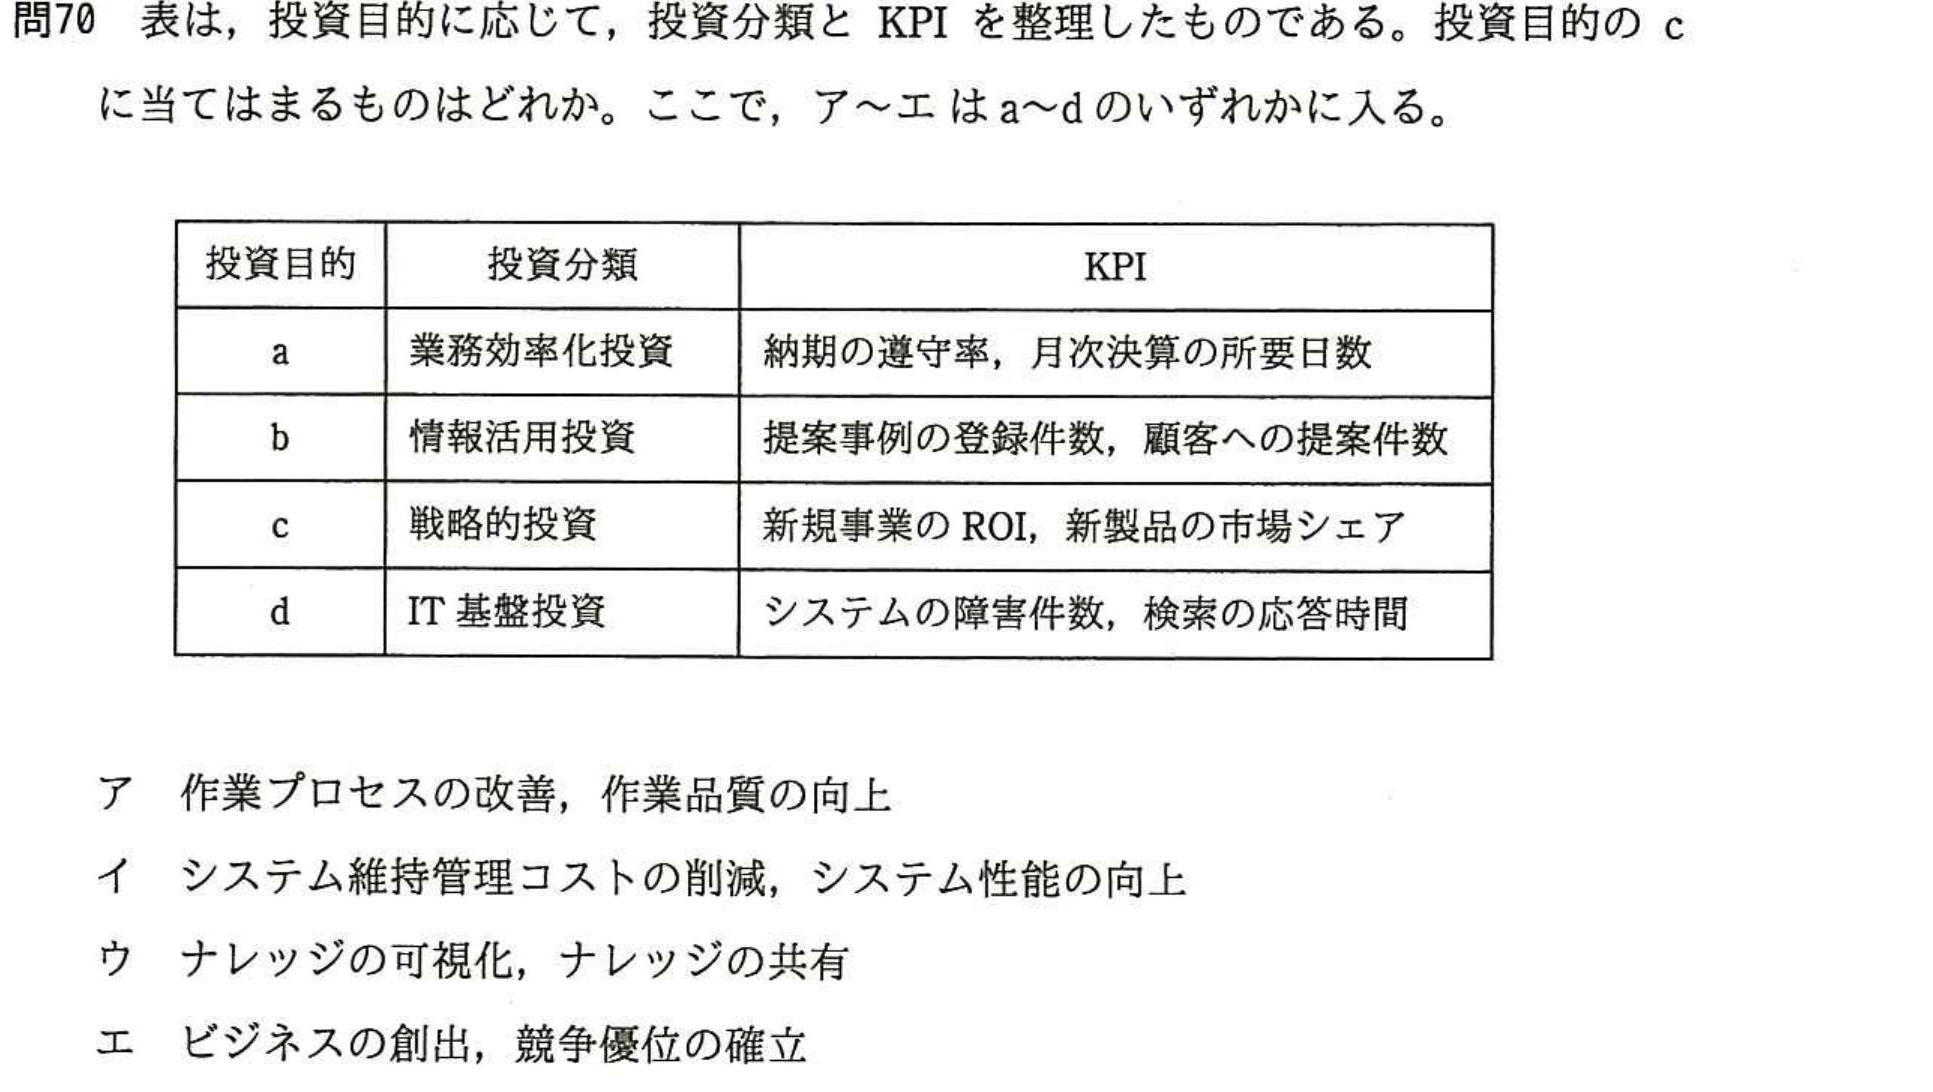 問70 表は，投資目的に応じて，投資分類と KPI を整理したものである。投資目的の c
に当てはまるものはどれか。ここで，ア〜エ は a〜d のいずれかに入る。
投資目的 投資分類 KPI
a 業務効率化投資 納期の遵守率，月次決算の所要日数
b 情報活用投資 提案事例の登録件数，顧客への提案件数
c 戦略的投資 新規事業の ROI，新製品の市場シェア
d IT 基盤投資 システムの障害件数，検索の応答時間
ア 作業プロセスの改善，作業品質の向上
イ システム維持管理コストの削減，システム性能の向上
ウ ナレッジの可視化，ナレッジの共有
エ ビジネスの創出，競争優位の確立